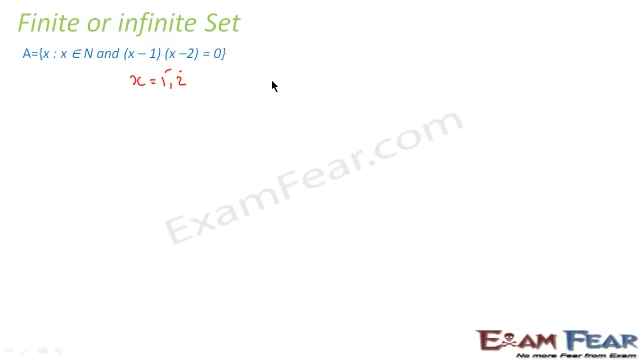 Finite or infinite Set
A={x : x ∈ N and (x – 1) (x –2) = 0}
x = 1, 2
ExamFear.com
EXAM FEAR
No more Fear from Exam